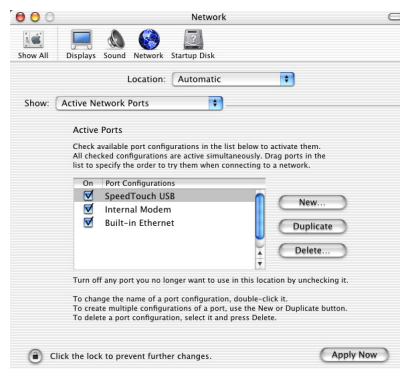 Network
Show All Displays Sound Network Startup Disk
Location: Automatic
Show: Active Network Ports
Active Ports
Check available port configurations in the list below to activate them.
All checked configurations are active simultaneously. Drag ports in the
list to specify the order to try them when connecting to a network.
On Port Configurations
SpeedTouch USB
Internal Modem
Built-in Ethernet
New...
Duplicate
Delete...
Turn off any port you no longer want to use in this location by unchecking it.
To change the name of a port configuration, double-click it.
To create multiple configurations of a port, use the New or Duplicate button.
To delete a port configuration, select it and press Delete.
Click the lock to prevent further changes.
Apply Now